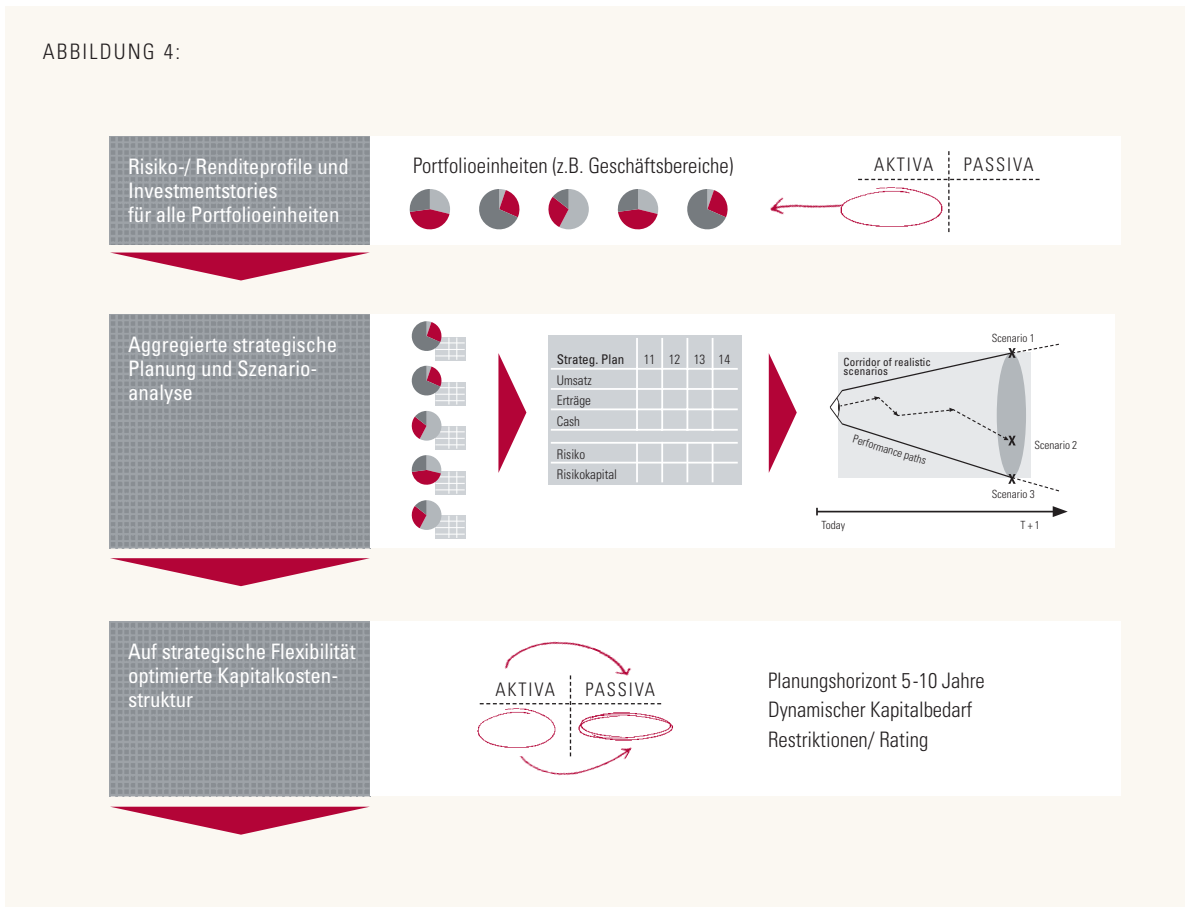 ABBILDUNG 4:
Risiko-/ Renditeprofile und
Investmentstories
für alle Portfolioeinheiten
Portfolioeinheiten (z.B. Geschäftsbereiche)
AKTIVA PASSIVA
Aggregierte strategische
Planung und Szenario-
analyse
Strateg. Plan 11 12 13 14
Umsatz
Erträge
Cash
Risiko
Risikokapital
Scenario 1
Corridor of realistic
scenarios
Performance paths
Scenario 2
Scenario 3
Today T + 1
Auf strategische Flexibilität
optimierte Kapitalkosten-
struktur
AKTIVA PASSIVA
Planungshorizont 5-10 Jahre
Dynamischer Kapitalbedarf
Restriktionen/ Rating